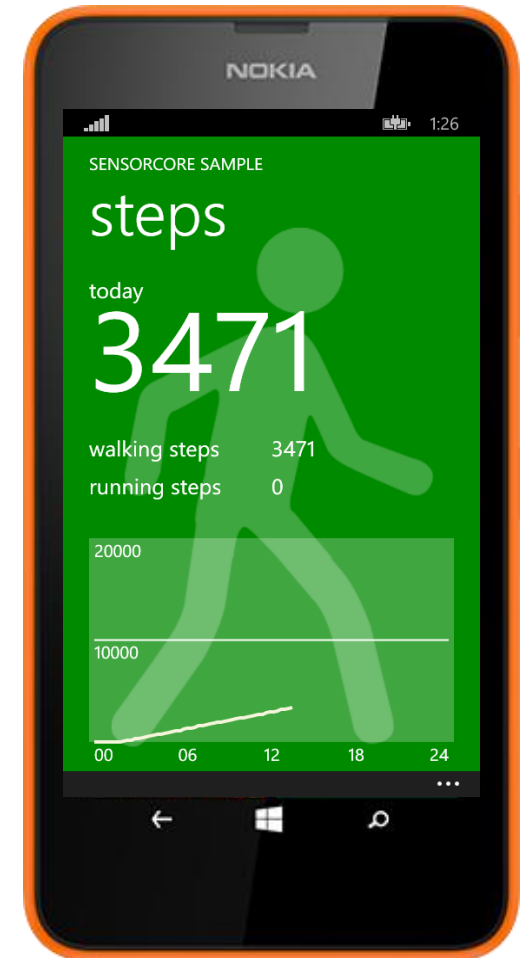 NOKIA
1:26
SENSORCORE SAMPLE
steps
today
3471
walking steps 3471
running steps 0
20000
10000
00 06 12 18 24